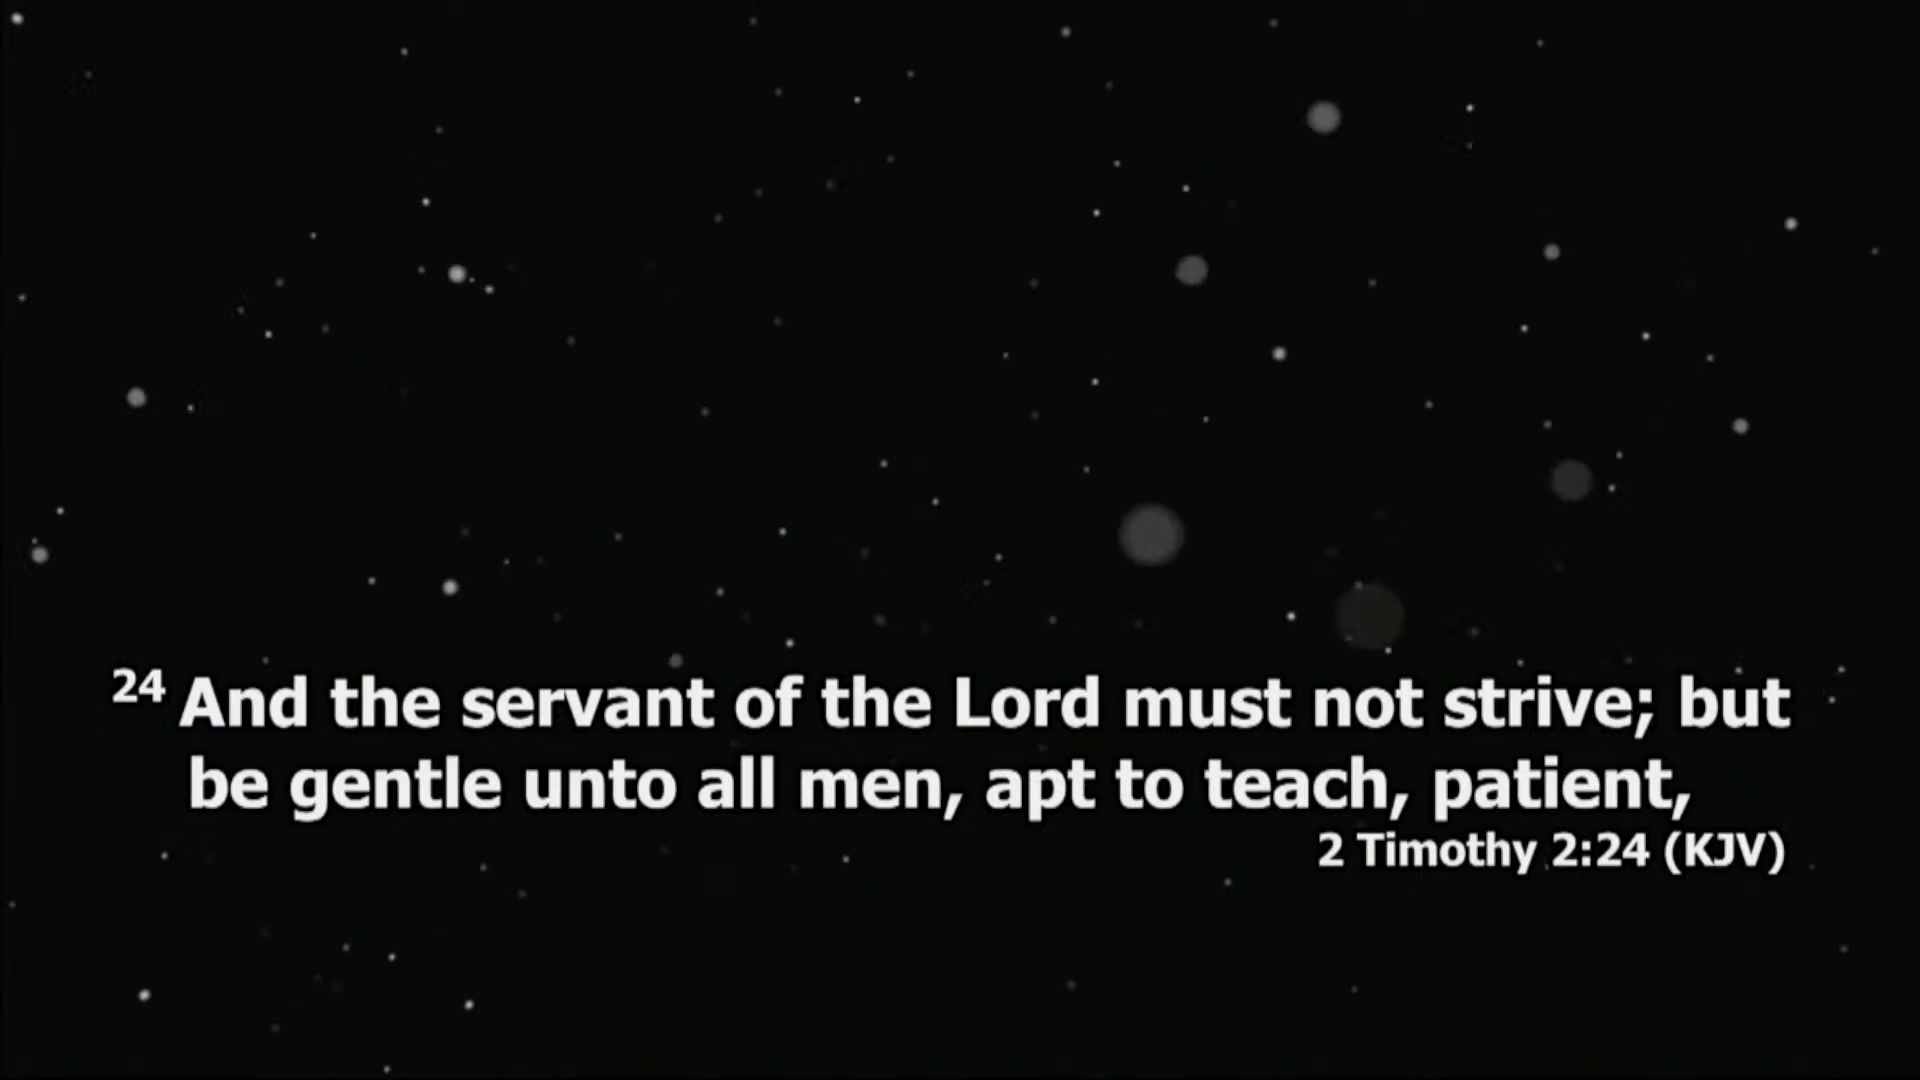 24 And the servant of the Lord must not strive; but
be gentle unto all men, apt to teach, patient,
2 Timothy 2:24 (KJV)